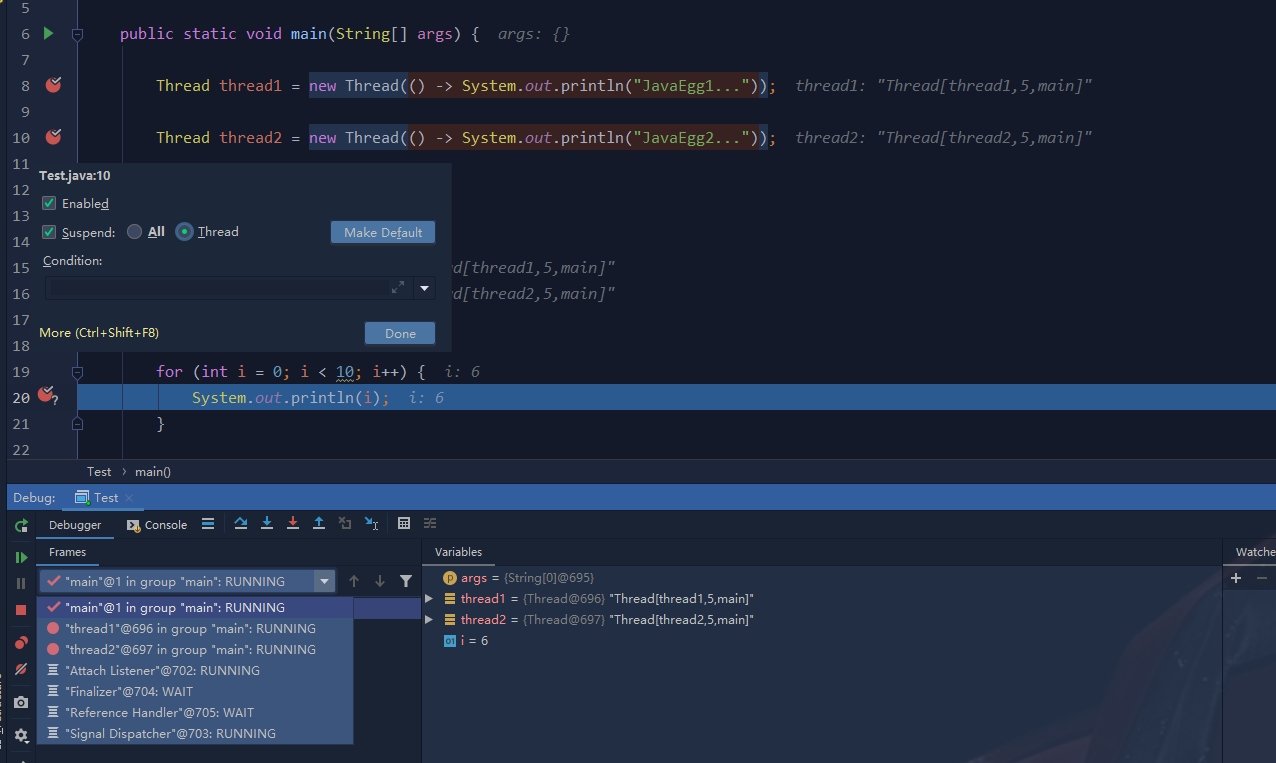 5
6 public static void main(String[] args) { args: {}
7
8 Thread thread1 = new Thread(() -> System.out.println("JavaEgg1...")); thread1: "Thread[thread1,5,main]"
9
10 Thread thread2 = new Thread(() -> System.out.println("JavaEgg2...")); thread2: "Thread[thread2,5,main]"
11
Test.java:10
12
Enabled
13
Suspend: All Thread Make Default
14
Condition:
15 d[thread1,5,main]"
16 d[thread2,5,main]"
17
More (Ctrl+Shift+F8) Done
18
19 for (int i = 0; i < 10; i++) { i: 6
20 ? System.out.println(i); i: 6
21 }
22
Test › main()
Debug: Test ×
Debugger Console
Frames Variables Watche
"main"@1 in group "main": RUNNING
"main"@1 in group "main": RUNNING
"thread1"@696 in group "main": RUNNING
"thread2"@697 in group "main": RUNNING
"Attach Listener"@702: RUNNING
"Finalizer"@704: WAIT
"Reference Handler"@705: WAIT
"Signal Dispatcher"@703: RUNNING
p args = {String[0]@695}
thread1 = {Thread@696} "Thread[thread1,5,main]"
thread2 = {Thread@697} "Thread[thread2,5,main]"
01 i = 6